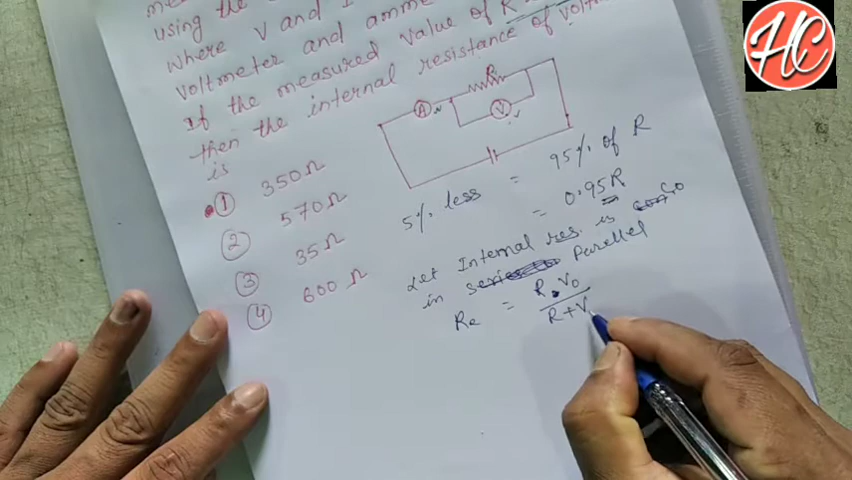 using the
where V and I
voltmeter and amme
If the measured value of R
then the internal resistance of volt
is
① 350Ω
② 570Ω
③ 35Ω
④ 600Ω
R
A
V
5% less = 95% of R
= 0.95R
Let Internal res. is
in parallel
Re = R.V0
R+V
HC